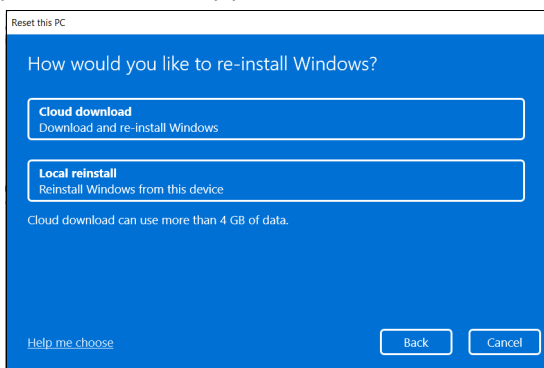 Reset this PC
How would you like to re-install Windows?
Cloud download
Download and re-install Windows
Local reinstall
Reinstall Windows from this device
Cloud download can use more than 4 GB of data.
Help me choose
Back
Cancel